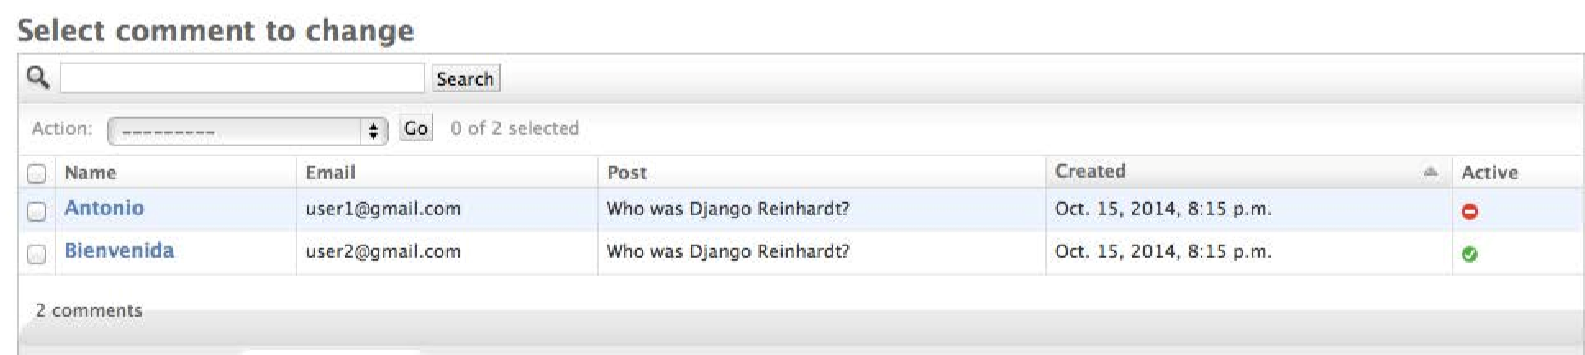 Select comment to change
Search
Action: --------- Go 0 of 2 selected
Name Email Post Created Active
Antonio user1@gmail.com Who was Django Reinhardt? Oct. 15, 2014, 8:15 p.m.
Bienvenida user2@gmail.com Who was Django Reinhardt? Oct. 15, 2014, 8:15 p.m.
2 comments